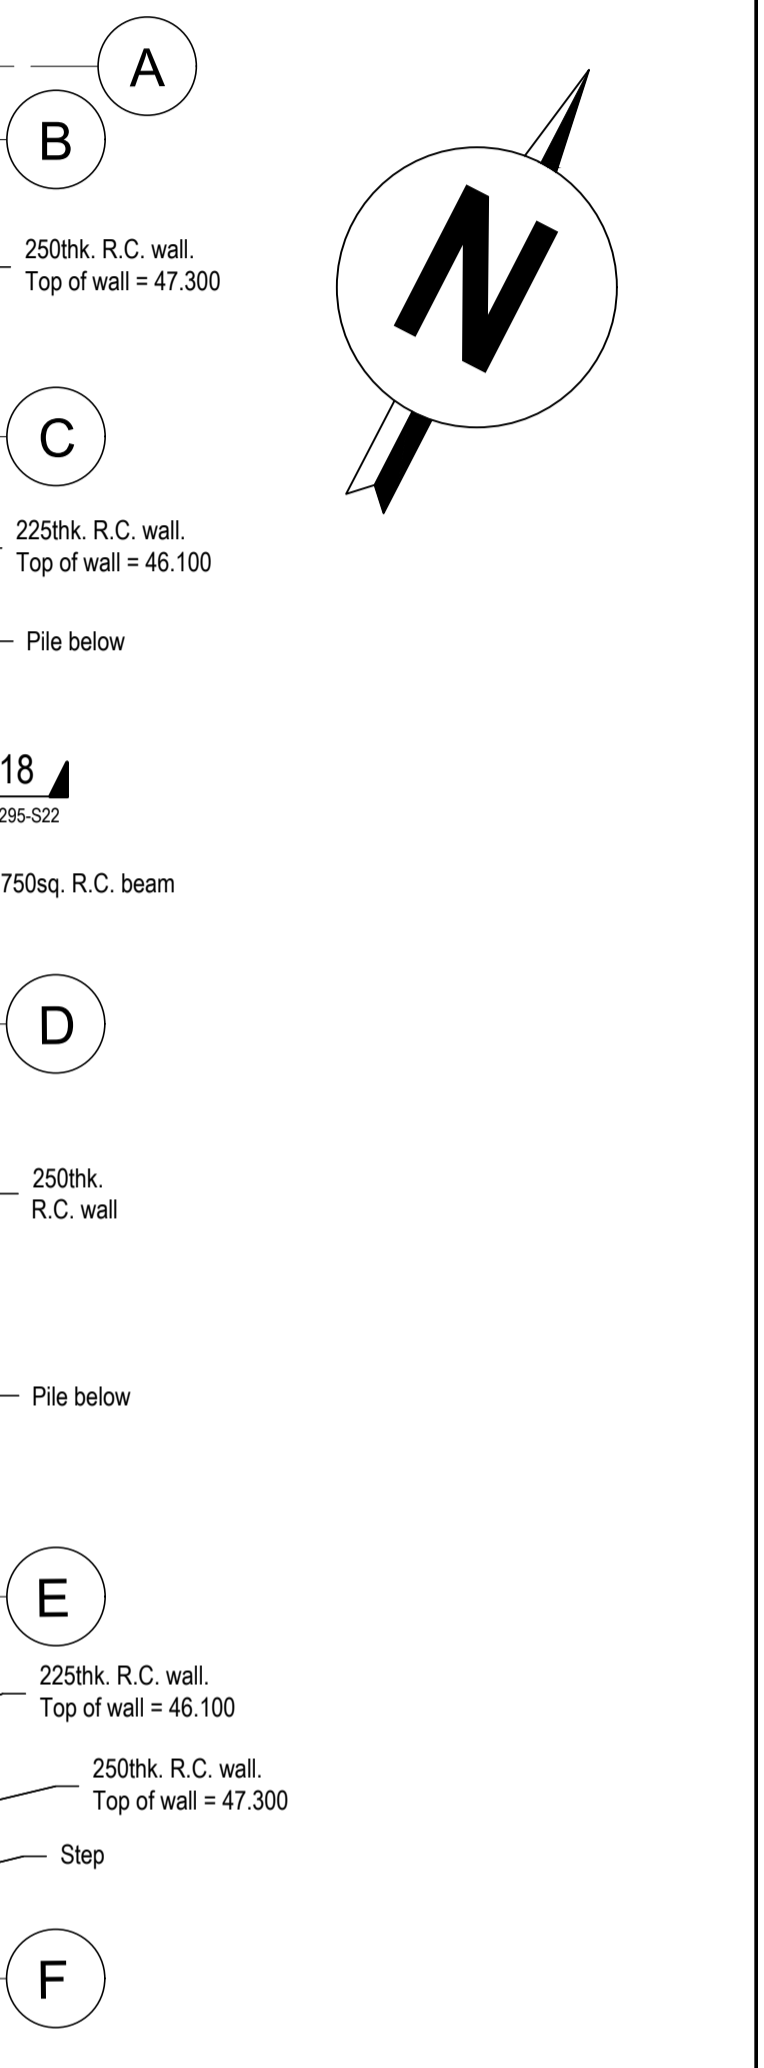 A
B
N
250thk. R.C. wall.
Top of wall = 47.300
C
225thk. R.C. wall.
Top of wall = 46.100
Pile below
18
295-S22
750sq. R.C. beam
D
250thk.
R.C. wall
Pile below
E
225thk. R.C. wall.
Top of wall = 46.100
250thk. R.C. wall.
Top of wall = 47.300
Step
F